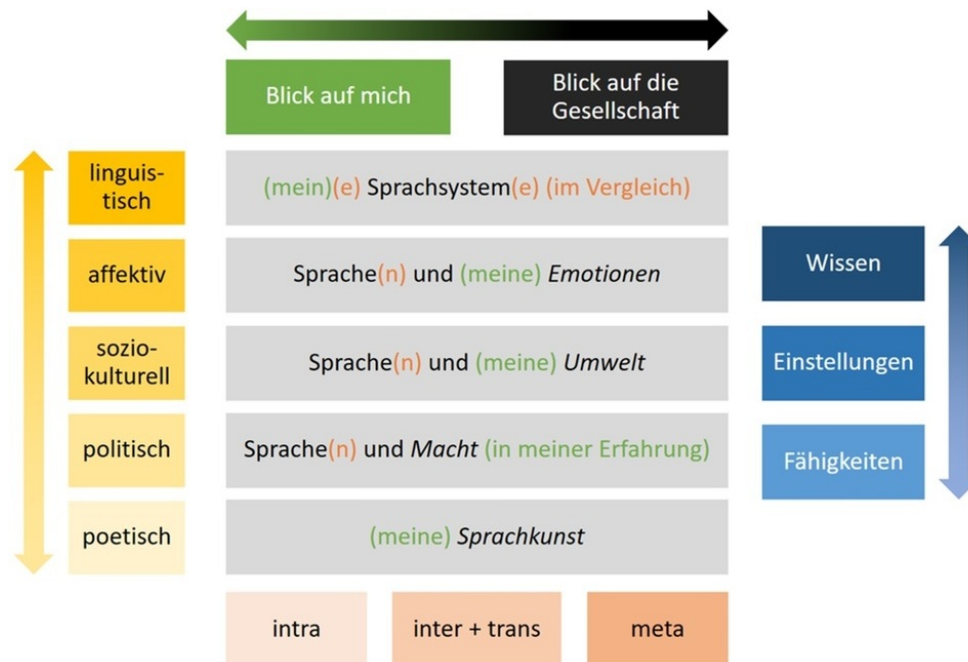 Blick auf mich
Blick auf die
Gesellschaft
linguis-
tisch
(mein)(e) Sprachsystem(e) (im Vergleich)
affektiv
Sprache(n) und (meine) Emotionen
Wissen
sozio-
kulturell
Sprache(n) und (meine) Umwelt
Einstellungen
politisch
Sprache(n) und Macht (in meiner Erfahrung)
Fähigkeiten
poetisch
(meine) Sprachkunst
intra
inter + trans
meta